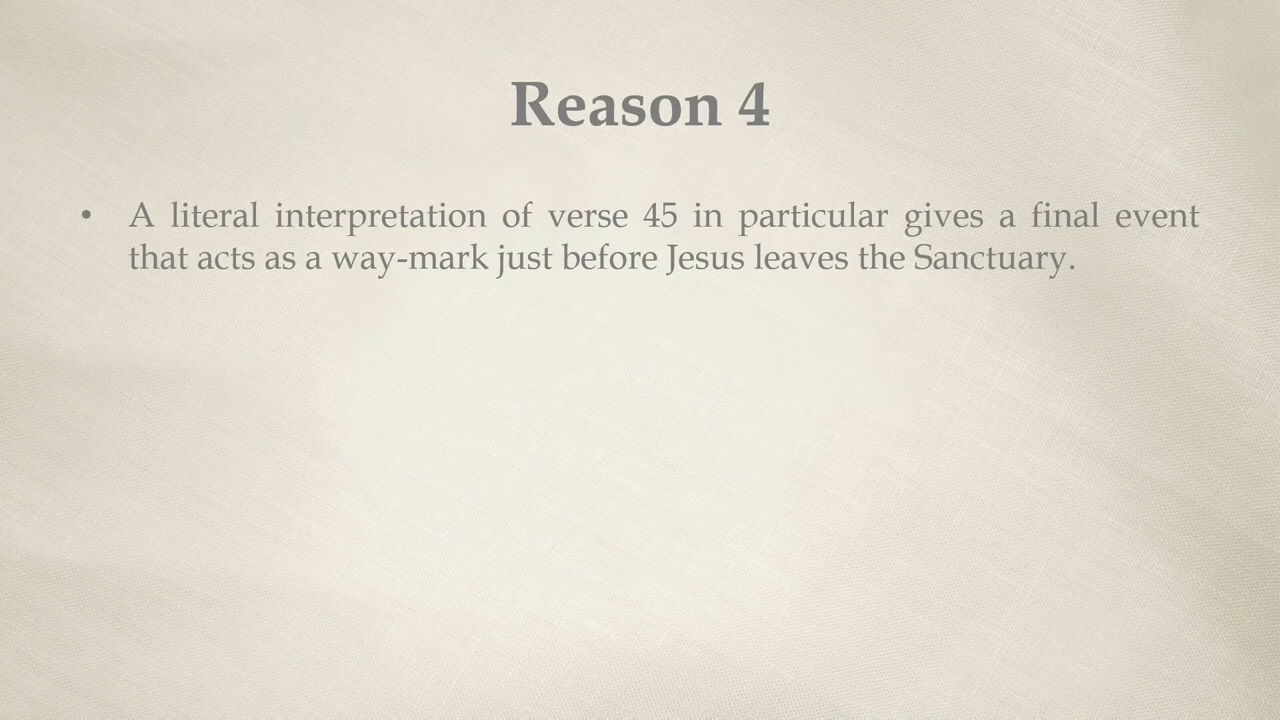 Reason 4
• A literal interpretation of verse 45 in particular gives a final event
that acts as a way-mark just before Jesus leaves the Sanctuary.